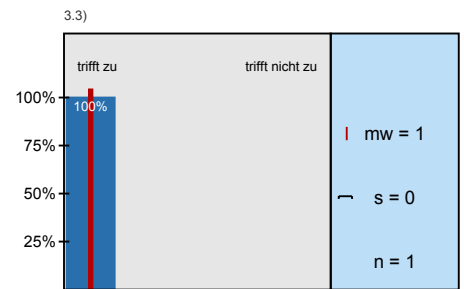 3.3)
trifft zu trifft nicht zu
100%
100%
75%
mw = 1
50%
s = 0
25%
n = 1